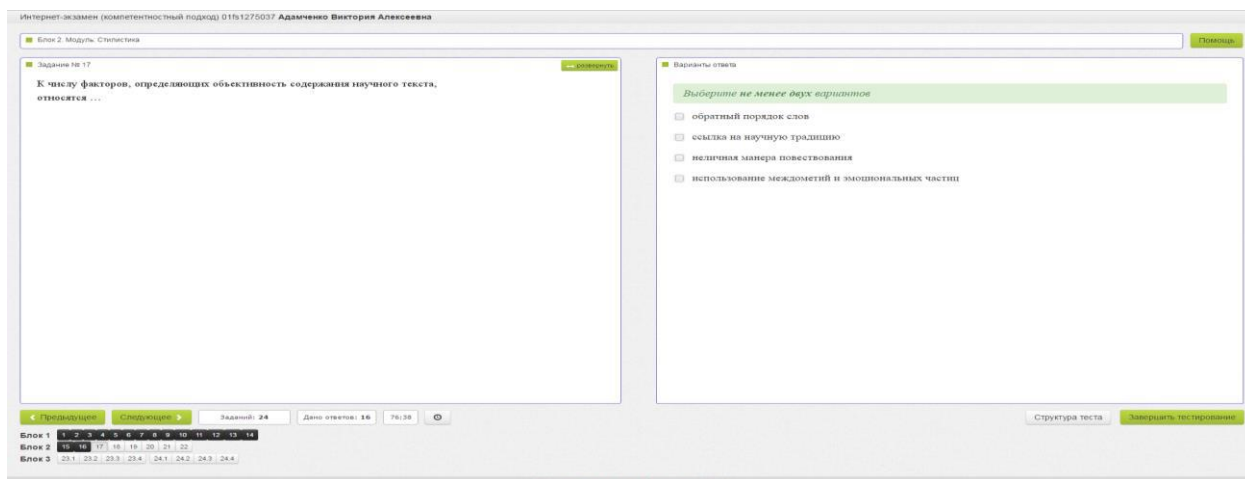 Интернет-экзамен (компетентностный подход) 01fs1275037 Адамченко Виктория Алексеевна
Блок 2. Модуль: Стилистика
Помощь
Задание № 17
развернуть
К числу факторов, определяющих объективность содержания научного текста,
относятся …
Варианты ответа
Выберите не менее двух вариантов
обратный порядок слов
ссылка на научную традицию
неличная манера повествования
использование междометий и эмоциональных частиц
Предыдущее Следующее Заданий: 24 Дано ответов: 16 76:38
Структура теста Завершить тестирование
Блок 1 1 2 3 4 5 6 7 8 9 10 11 12 13 14
Блок 2 15 16 17 18 19 20 21 22
Блок 3 23.1 23.2 23.3 23.4 24.1 24.2 24.3 24.4